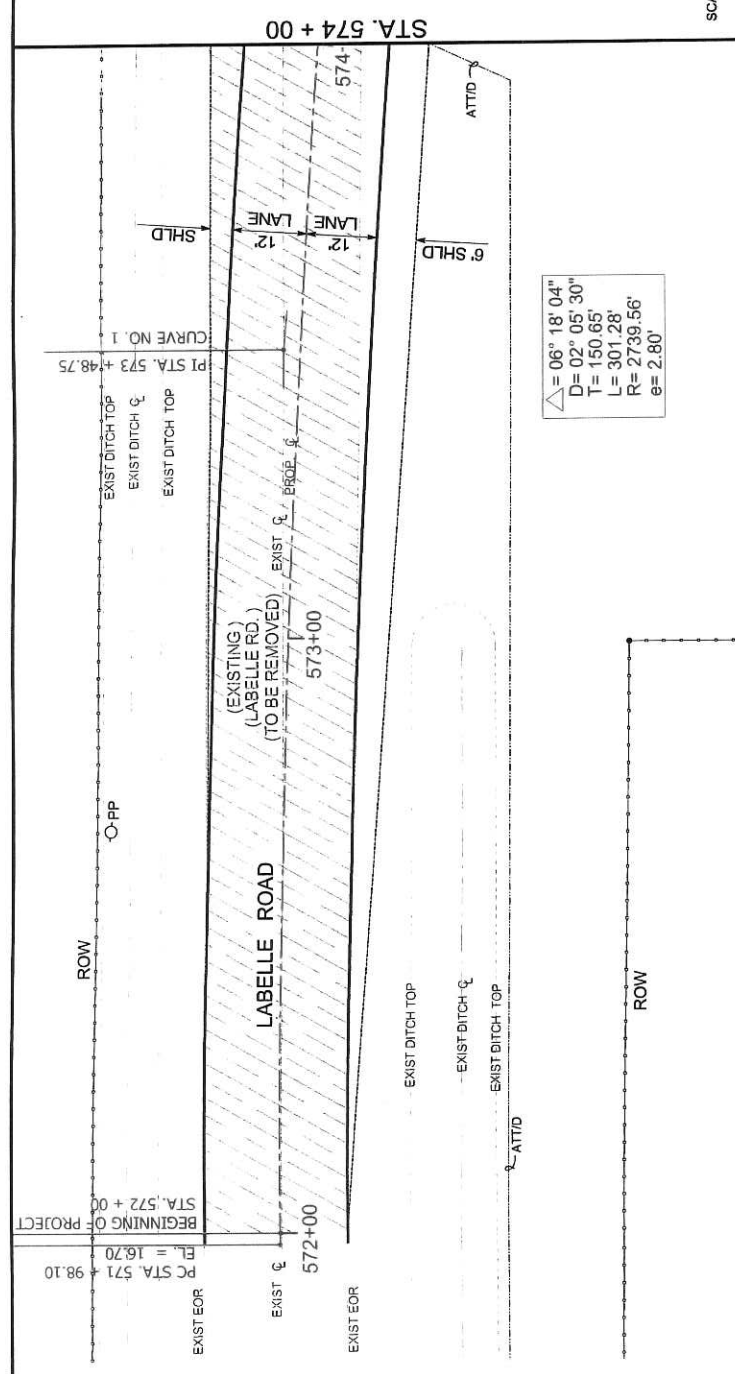 STA. 574 + 00
SCA
ROW
PP
EXIST DITCH TOP
EXIST DITCH ℄
EXIST DITCH TOP
PI STA. 573 + 48.75
CURVE NO. 1
PC STA. 571 + 98.10
EL. = 16.70
BEGINNING OF PROJECT
STA. 572 + 00
SHLD
12'
LANE
12'
LANE
6' SHLD
574-
(EXISTING)
(LABELLE RD.)
(TO BE REMOVED)
EXIST ℄
PROP ℄
573+00
LABELLE ROAD
EXIST EOR
EXIST ℄
572+00
EXIST EOR
EXIST DITCH TOP
EXIST DITCH ℄
EXIST DITCH TOP
ATT/D
ATT/D
ROW
△= 06° 18' 04"
D= 02° 05' 30"
T= 150.65'
L= 301.28'
R= 2739.56'
e= 2.80'